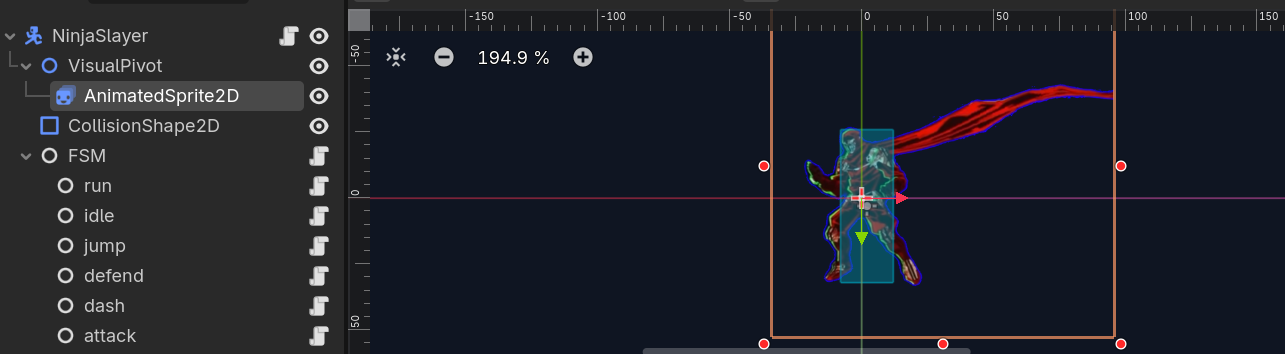 NinjaSlayer
VisualPivot
AnimatedSprite2D
CollisionShape2D
FSM
run
idle
jump
defend
dash
attack
-150 -100 -50 0 50 100 150
-50
0
50
194.9 %